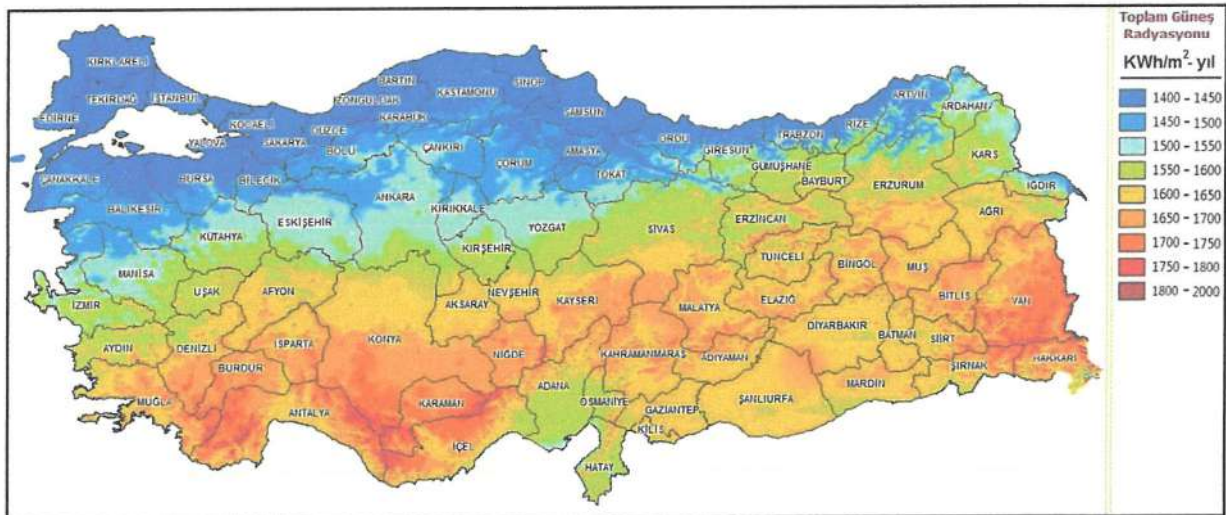 Toplam Güneş
Radyasyonu
KWh/m²- yıl
1400 - 1450
1450 - 1500
1500 - 1550
1550 - 1600
1600 - 1650
1650 - 1700
1700 - 1750
1750 - 1800
1800 - 2000
KIRKLARELİ
TEKİRDAĞ
İSTANBUL
EDİRNE
KOCAELİ
YALOVA
SAKARYA
DÜZCE
ZONGULDAK
BARTIN
KARABÜK
KASTAMONU
SİNOP
SAMSUN
ORDU
GİRESUN
TRABZON
RİZE
ARTVİN
ARDAHAN
ÇANAKKALE
BURSA
BİLECİK
BOLU
ÇANKIRI
ÇORUM
AMASYA
TOKAT
GÜMÜŞHANE
BAYBURT
ERZURUM
KARS
IĞDIR
BALIKESİR
KÜTAHYA
ESKİŞEHİR
ANKARA
KIRIKKALE
YOZGAT
SİVAS
ERZİNCAN
AĞRI
MANİSA
UŞAK
AFYON
KIRŞEHİR
TUNCELİ
BİNGÖL
MUŞ
İZMİR
AKSARAY
NEVŞEHİR
KAYSERİ
MALATYA
ELAZIĞ
BİTLİS
VAN
AYDIN
DENİZLİ
ISPARTA
KONYA
NİĞDE
KAHRAMANMARAŞ
ADIYAMAN
DİYARBAKIR
BATMAN
SİİRT
HAKKARİ
BURDUR
ŞIRNAK
MUĞLA
ANTALYA
KARAMAN
ADANA
OSMANİYE
GAZİANTEP
ŞANLIURFA
MARDİN
İÇEL
KİLİS
HATAY